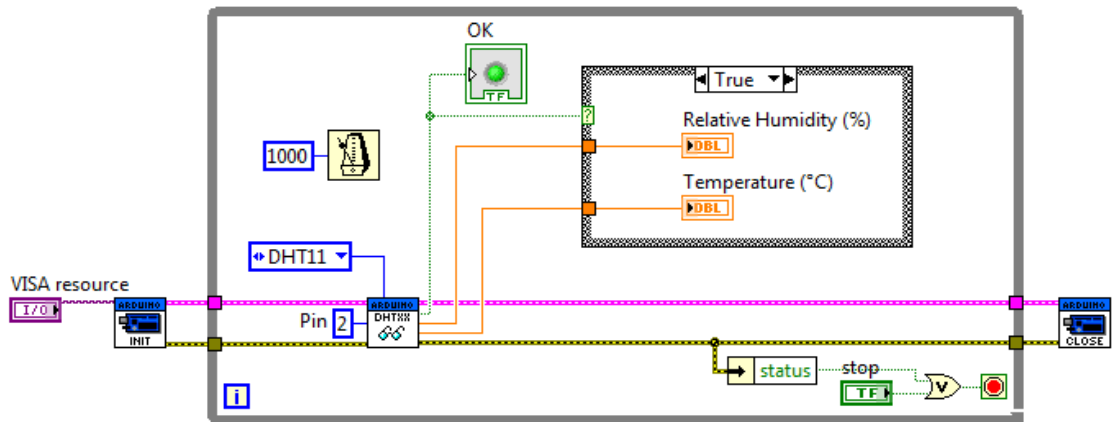 OK
TF
True
?
Relative Humidity (%)
DBL
1000
Temperature (°C)
DBL
DHT11
VISA resource
I/O
ARDUINO
INIT
Pin 2
ARDUINO
DHTXX
ARDUINO
CLOSE
status
stop
TF
V
i